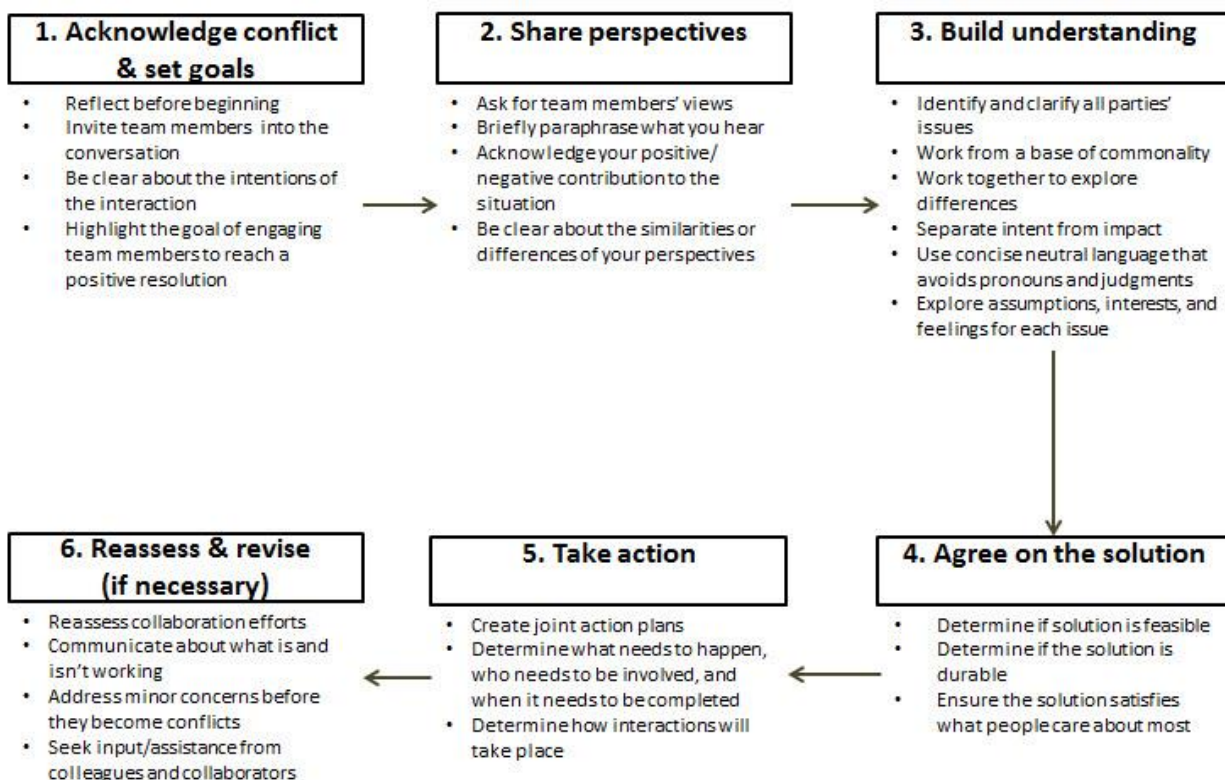 1. Acknowledge conflict
& set goals
• Reflect before beginning
• Invite team members into the
conversation
• Be clear about the intentions of
the interaction
• Highlight the goal of engaging
team members to reach a
positive resolution
2. Share perspectives
• Ask for team members' views
• Briefly paraphrase what you hear
• Acknowledge your positive/
negative contribution to the
situation
• Be clear about the similarities or
differences of your perspectives
3. Build understanding
• Identify and clarify all parties'
issues
• Work from a base of commonality
• Work together to explore
differences
• Separate intent from impact
• Use concise neutral language that
avoids pronouns and judgments
• Explore assumptions, interests, and
feelings for each issue
4. Agree on the solution
• Determine if solution is feasible
• Determine if the solution is
durable
• Ensure the solution satisfies
what people care about most
5. Take action
• Create joint action plans
• Determine what needs to happen,
who needs to be involved, and
when it needs to be completed
• Determine how interactions will
take place
6. Reassess & revise
(if necessary)
• Reassess collaboration efforts
• Communicate about what is and
isn't working
• Address minor concerns before
they become conflicts
• Seek input/assistance from
colleagues and collaborators